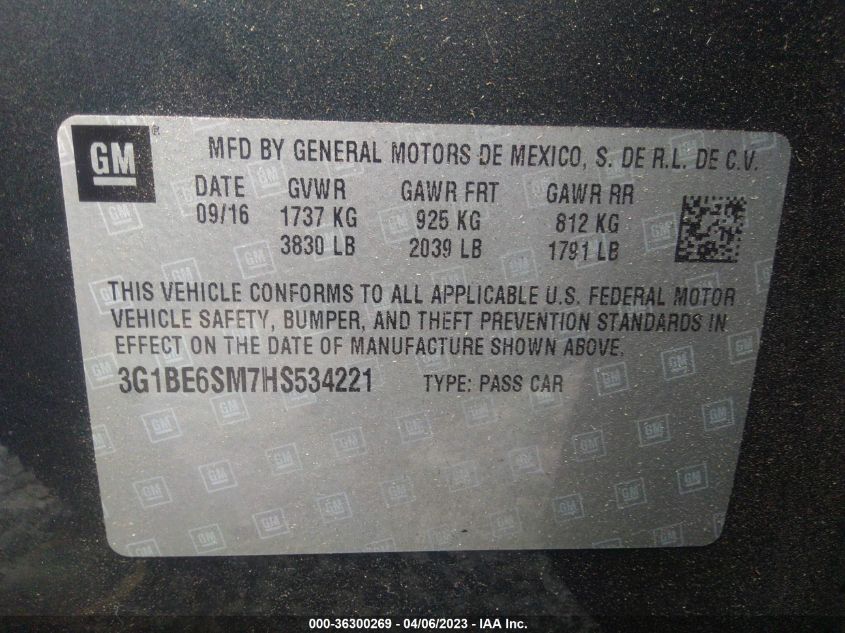 GM
MFD BY GENERAL MOTORS DE MEXICO, S. DE R.L. DE C.V.
DATE GVWR GAWR FRT GAWR RR
09/16 1737 KG 925 KG 812 KG
3830 LB 2039 LB 1791 LB
THIS VEHICLE CONFORMS TO ALL APPLICABLE U.S. FEDERAL MOTOR
VEHICLE SAFETY, BUMPER, AND THEFT PREVENTION STANDARDS IN
EFFECT ON THE DATE OF MANUFACTURE SHOWN ABOVE.
3G1BE6SM7HS534221 TYPE: PASS CAR
000-36300269 - 04/06/2023 - IAA Inc.